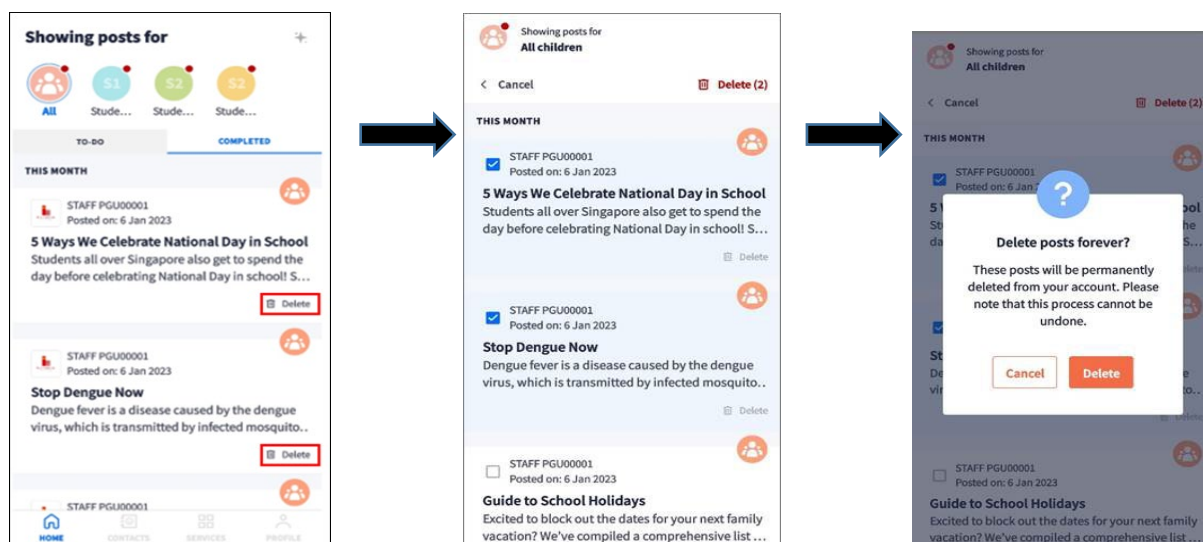 Showing posts for
S1
S2
S2
All
Stude...
Stude...
Stude...
TO-DO
COMPLETED
THIS MONTH
STAFF PGU00001
Posted on: 6 Jan 2023
5 Ways We Celebrate National Day in School
Students all over Singapore also get to spend the
day before celebrating National Day in school! S...
Delete
STAFF PGU00001
Posted on: 6 Jan 2023
Stop Dengue Now
Dengue fever is a disease caused by the dengue
virus, which is transmitted by infected mosquito..
Delete
STAFF PGU00001
HOME
CONTACTS
SERVICES
PROFILE
Showing posts for
All children
< Cancel
Delete (2)
THIS MONTH
STAFF PGU00001
Posted on: 6 Jan 2023
5 Ways We Celebrate National Day in School
Students all over Singapore also get to spend the
day before celebrating National Day in school! S...
Delete
STAFF PGU00001
Posted on: 6 Jan 2023
Stop Dengue Now
Dengue fever is a disease caused by the dengue
virus, which is transmitted by infected mosquito..
Delete
STAFF PGU00001
Posted on: 6 Jan 2023
Guide to School Holidays
Excited to block out the dates for your next family
vacation? We've compiled a comprehensive list ...
Showing posts for
All children
< Cancel
Delete (2)
THIS MONTH
STAFF PGU00001
Posted on: 6 Jan
?
Delete posts forever?
These posts will be permanently
deleted from your account. Please
note that this process cannot be
undone.
Cancel
Delete
STAFF PGU00001
Posted on: 6 Jan 2023
Guide to School Holidays
Excited to block out the dates for your next family
vacation? We've compiled a comprehensive list ...